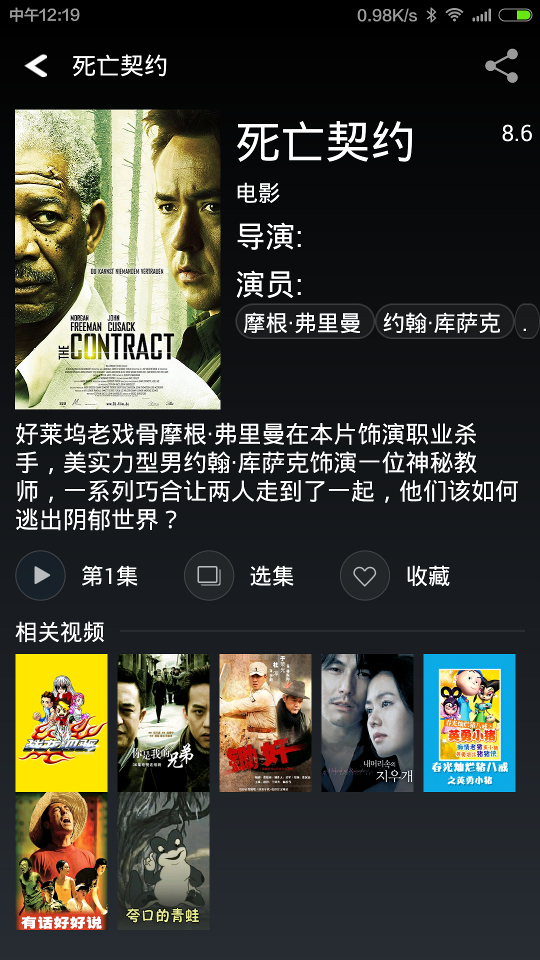 中午12:19
0.98K/s
死亡契约
死亡契约
8.6
电影
导演:
演员:
摩根·弗里曼
约翰·库萨克
.
DU KANNST NIEMANDEM VERTRAUEN
MORGAN FREEMAN
JOHN CUSACK
THE CONTRACT
好莱坞老戏骨摩根·弗里曼在本片饰演职业杀
手，美实力型男约翰·库萨克饰演一位神秘教
师，一系列巧合让两人走到了一起，他们该如何
逃出阴郁世界？
第1集
选集
收藏
相关视频
你是我的兄弟
锄奸
내 머리속의
지우개
英勇小猪
春光灿烂猪八戒
之英勇小猪
有话好好说
夸口的青蛙